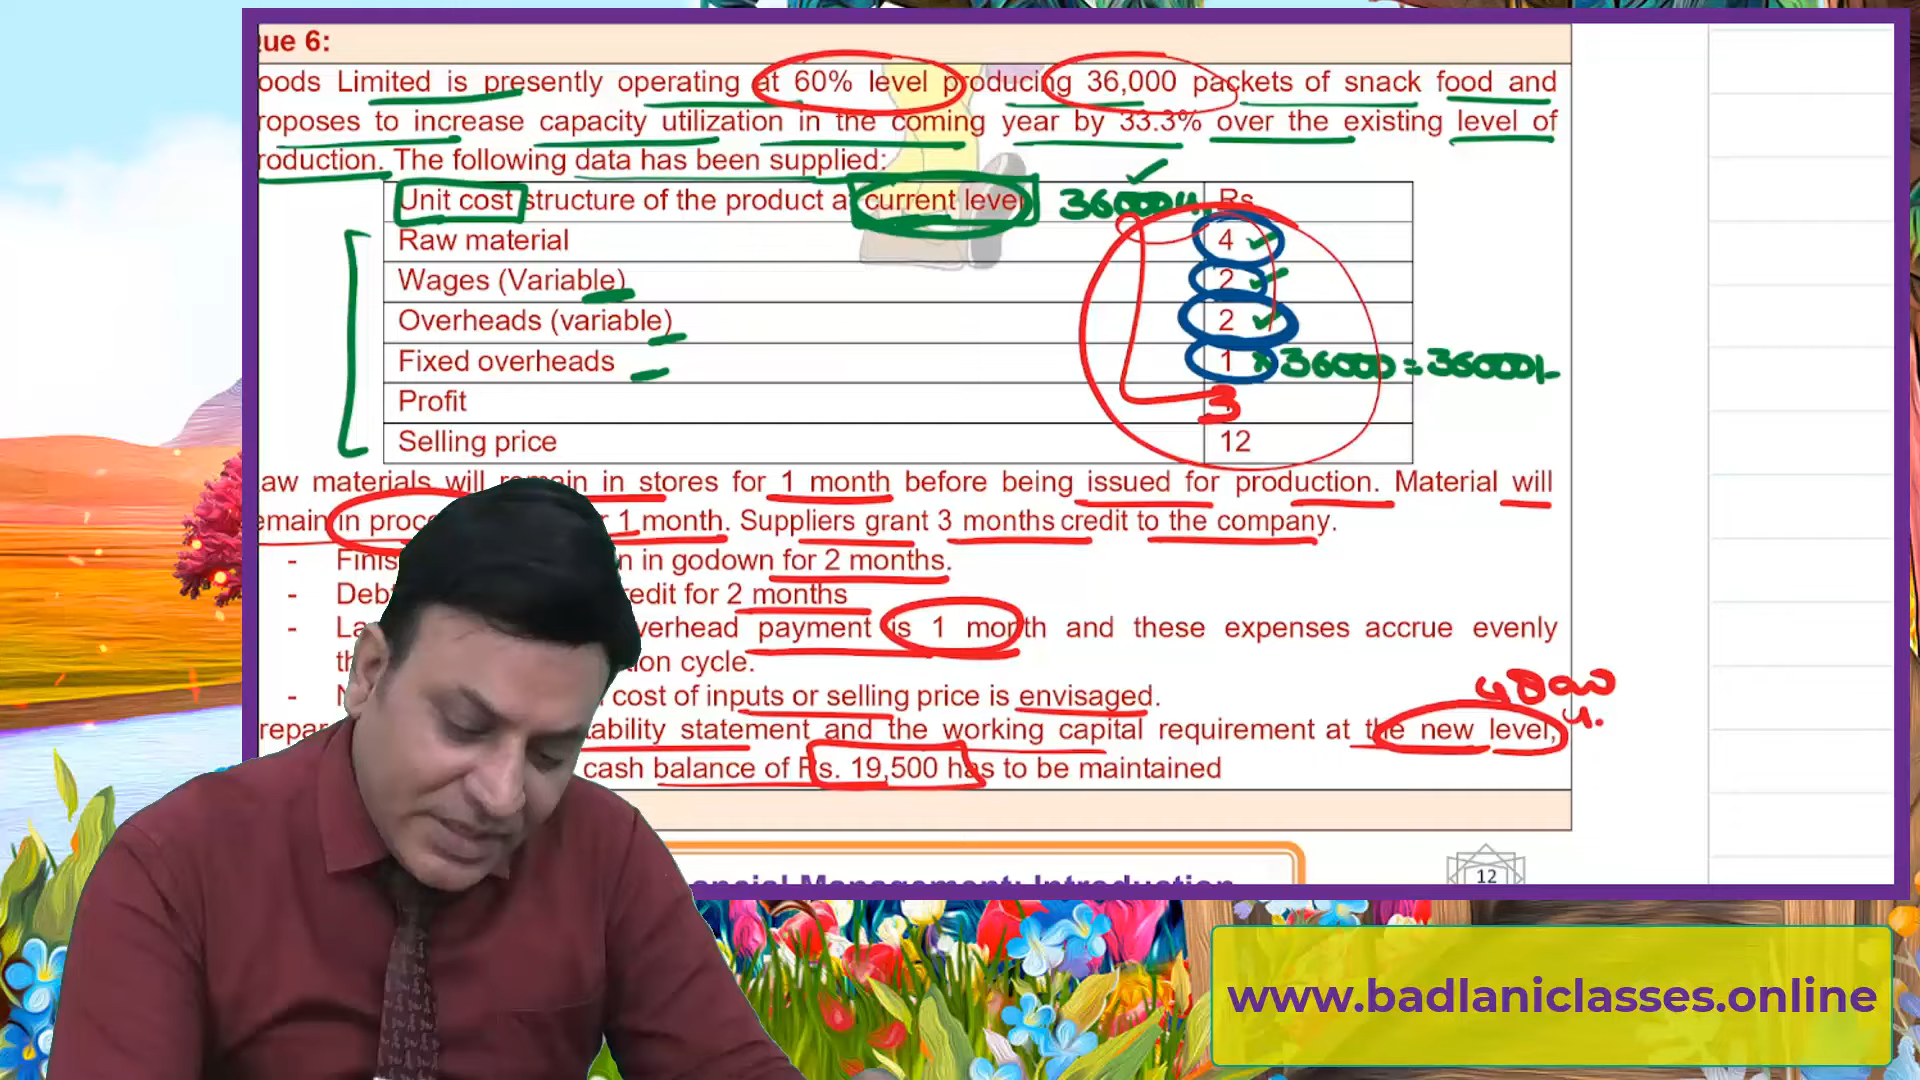 ue 6:
oods Limited is presently operating at 60% level producing 36,000 packets of snack food and
roposes to increase capacity utilization in the coming year by 33.3% over the existing level of
roduction. The following data has been supplied:
Unit cost structure of the product at current level 36000 u. Rs
Raw material 4
Wages (Variable) 2
Overheads (variable) 2
Fixed overheads 1 x 36000 = 36000/-
Profit 3
Selling price 12
aw materials will remain in stores for 1 month before being issued for production. Material will
emain in 1 month. Suppliers grant 3 months credit to the company.
- Finis n in godown for 2 months.
- Deb redit for 2 months
- La verhead payment is 1 month and these expenses accrue evenly
th ion cycle.
- N cost of inputs or selling price is envisaged.
48000
u.
repar ability statement and the working capital requirement at the new level,
cash balance of Rs. 19,500 has to be maintained
Management: Introduction
12
www.badlaniclasses.online